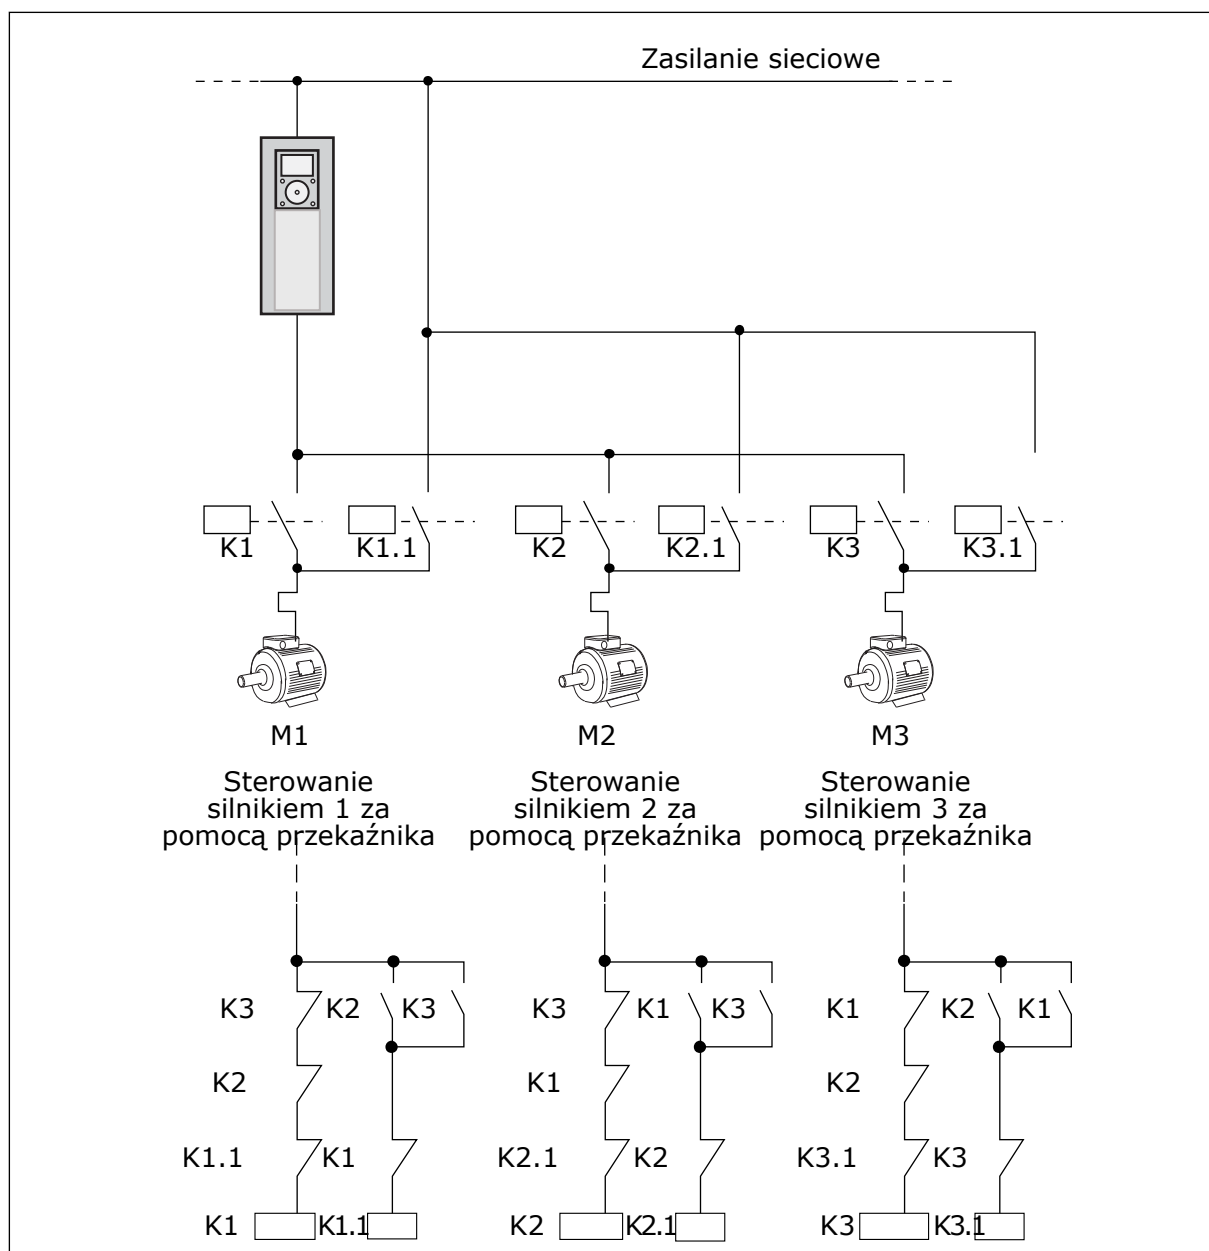 Zasilanie sieciowe
K1 K1.1 K2 K2.1 K3 K3.1
M1 M2 M3
Sterowanie
silnikiem 1 za
pomocą przekaźnika
Sterowanie
silnikiem 2 za
pomocą przekaźnika
Sterowanie
silnikiem 3 za
pomocą przekaźnika
K3 K2 K3 K3 K1 K3 K1 K2 K1
K2 K1 K2
K1.1 K1 K2.1 K2 K3.1 K3
K1 K1.1 K2 K2.1 K3 K3.1